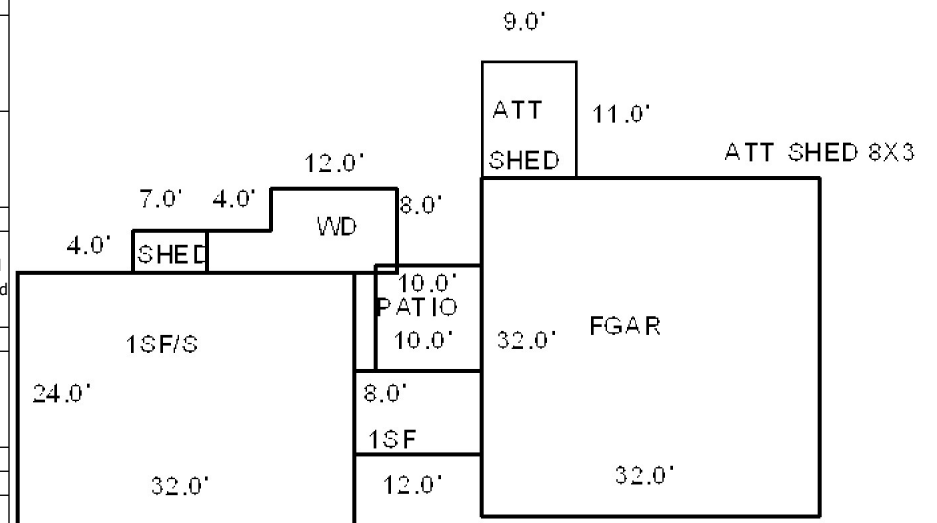 9.0'
ATT
11.0'
SHED
ATT SHED 8X3
12.0'
7.0'
4.0'
8.0'
WD
4.0'
SHED
10.0'
PATIO
10.0'
32.0'
FGAR
1SF/S
24.0'
8.0'
1SF
32.0'
12.0'
32.0'
d